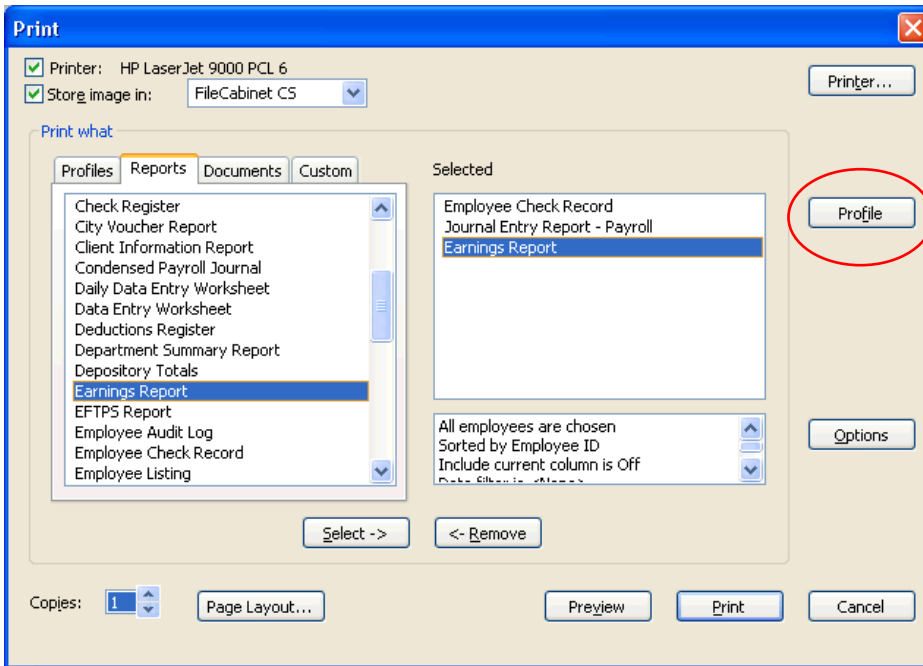 Print
Printer: HP LaserJet 9000 PCL 6
Store image in: FileCabinet CS
Printer...
Print what
Profiles Reports Documents Custom
Selected
Check Register
City Voucher Report
Client Information Report
Condensed Payroll Journal
Daily Data Entry Worksheet
Data Entry Worksheet
Deductions Register
Department Summary Report
Depository Totals
Earnings Report
EFTPS Report
Employee Audit Log
Employee Check Record
Employee Listing
Employee Check Record
Journal Entry Report - Payroll
Earnings Report
Profile
All employees are chosen
Sorted by Employee ID
Include current column is Off
Data filter is <None>
Options
Select ->
<- Remove
Copies: 1
Page Layout...
Preview
Print
Cancel